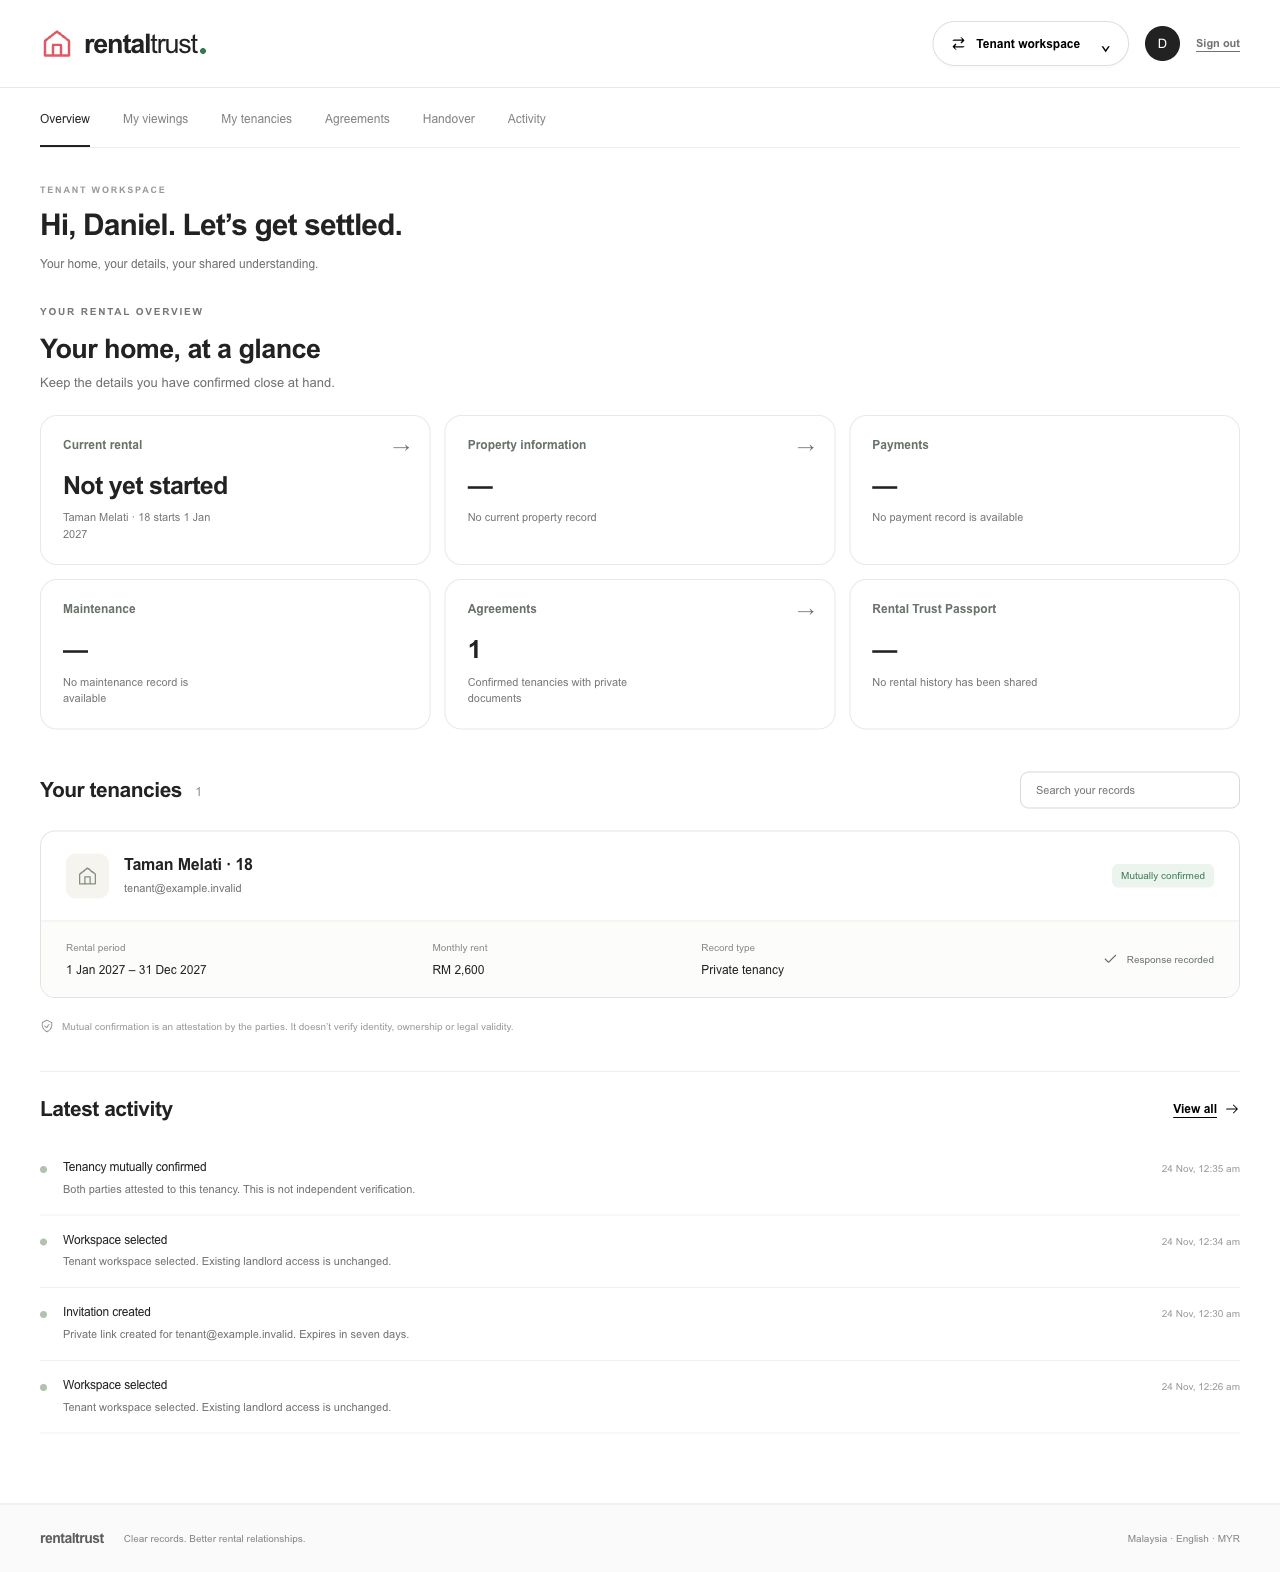 rentaltrust.
Tenant workspace
D
Sign out
Overview
My viewings
My tenancies
Agreements
Handover
Activity
TENANT WORKSPACE
Hi, Daniel. Let’s get settled.
Your home, your details, your shared understanding.
YOUR RENTAL OVERVIEW
Your home, at a glance
Keep the details you have confirmed close at hand.
Current rental →
Not yet started
Taman Melati · 18 starts 1 Jan
2027
Property information →
—
No current property record
Payments
—
No payment record is available
Maintenance
—
No maintenance record is
available
Agreements →
1
Confirmed tenancies with private
documents
Rental Trust Passport
—
No rental history has been shared
Your tenancies 1
Search your records
Taman Melati · 18
tenant@example.invalid
Mutually confirmed
Rental period
1 Jan 2027 – 31 Dec 2027
Monthly rent
RM 2,600
Record type
Private tenancy
Response recorded
Mutual confirmation is an attestation by the parties. It doesn’t verify identity, ownership or legal validity.
Latest activity
View all →
Tenancy mutually confirmed
24 Nov, 12:35 am
Both parties attested to this tenancy. This is not independent verification.
Workspace selected
24 Nov, 12:34 am
Tenant workspace selected. Existing landlord access is unchanged.
Invitation created
24 Nov, 12:30 am
Private link created for tenant@example.invalid. Expires in seven days.
Workspace selected
24 Nov, 12:26 am
Tenant workspace selected. Existing landlord access is unchanged.
rentaltrust
Clear records. Better rental relationships.
Malaysia · English · MYR